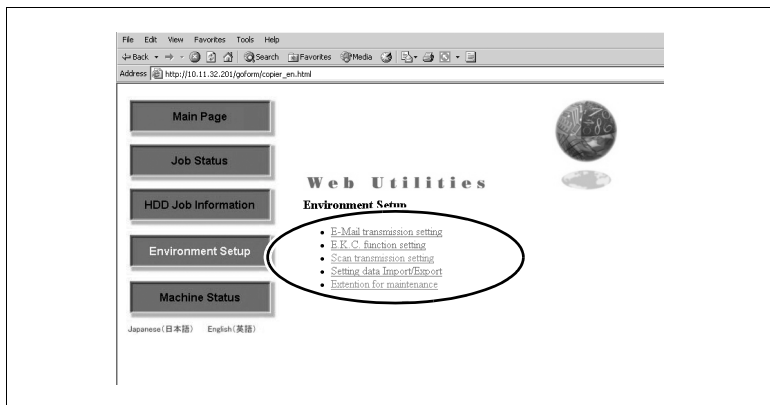 File Edit View Favorites Tools Help
Back Search Favorites Media
Address http://10.11.32.201/goform/copier_en.html
Main Page
Job Status
HDD Job Information
Environment Setup
Machine Status
Japanese(日本語) English(英語)
Web Utilities
Environment Setup
• E-Mail transmission setting
• E.K.C. function setting
• Scan transmission setting
• Setting data Import/Export
• Extention for maintenance